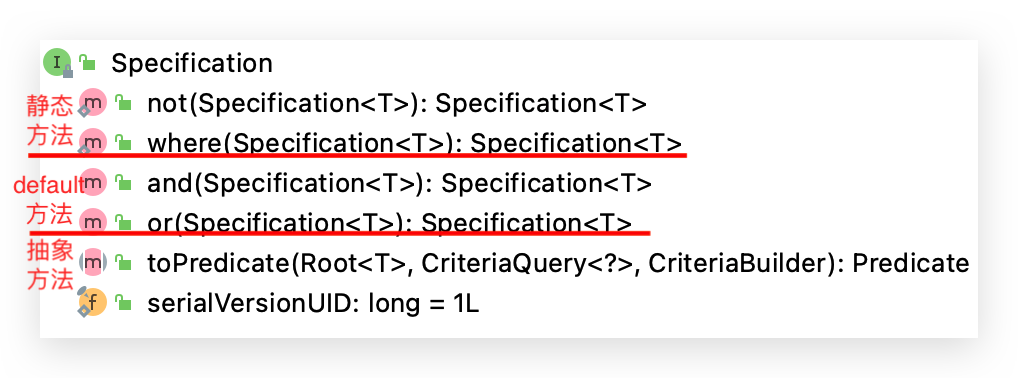 Specification
静态
方法
not(Specification<T>): Specification<T>
where(Specification<T>): Specification<T>
default
方法
and(Specification<T>): Specification<T>
or(Specification<T>): Specification<T>
抽象
方法
toPredicate(Root<T>, CriteriaQuery<?>, CriteriaBuilder): Predicate
serialVersionUID: long = 1L